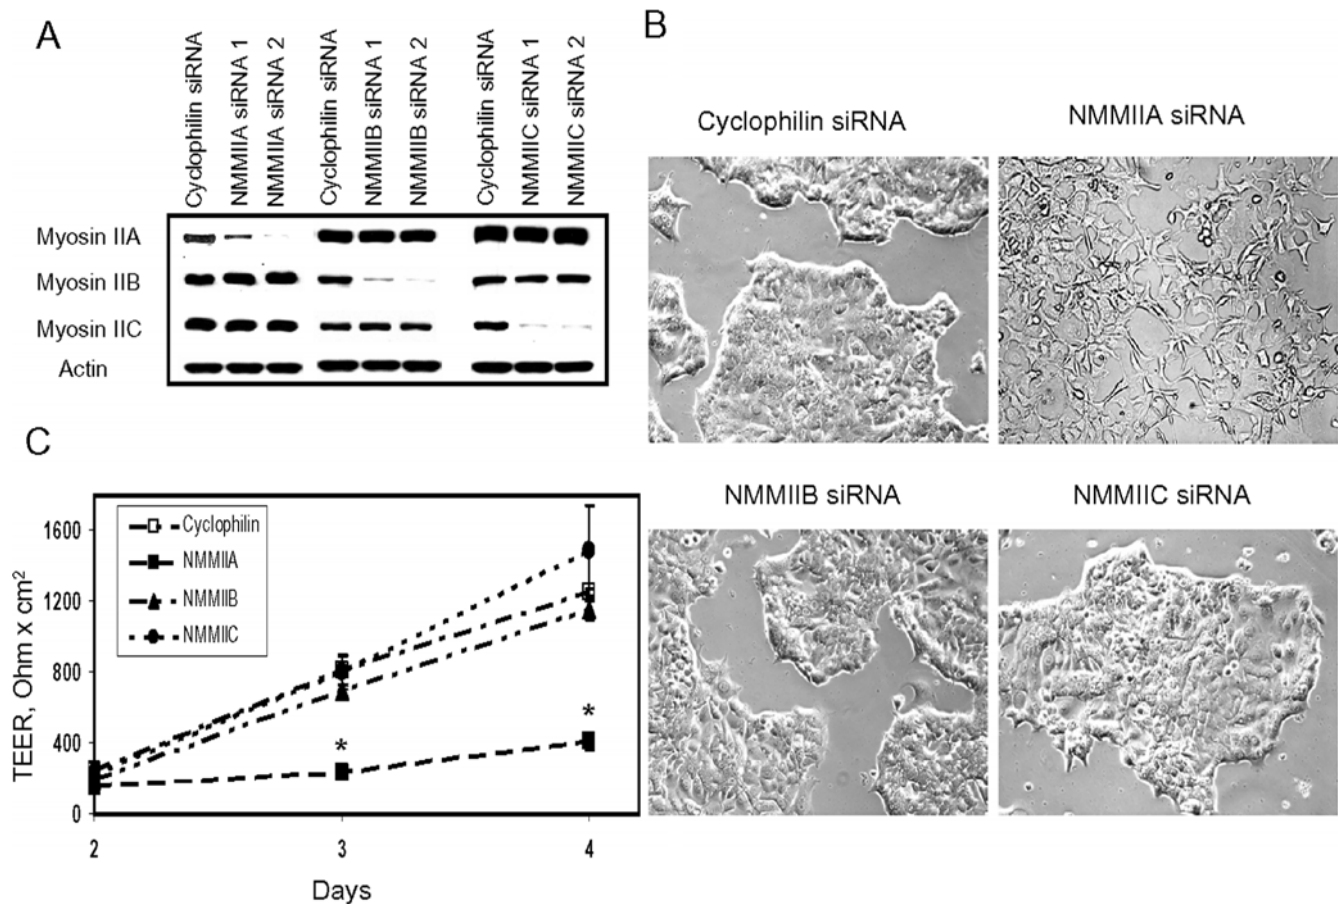 A
Cyclophilin siRNA
NMMIIA siRNA 1
NMMIIA siRNA 2
Cyclophilin siRNA
NMMIIB siRNA 1
NMMIIB siRNA 2
Cyclophilin siRNA
NMMIIC siRNA 1
NMMIIC siRNA 2
Myosin IIA
Myosin IIB
Myosin IIC
Actin
B
Cyclophilin siRNA
NMMIIA siRNA
NMMIIB siRNA
NMMIIC siRNA
C
TEER, Ohm x cm²
1600
1200
800
400
0
Cyclophilin
NMMIIA
NMMIIB
NMMIIC
*
*
2 3 4
Days